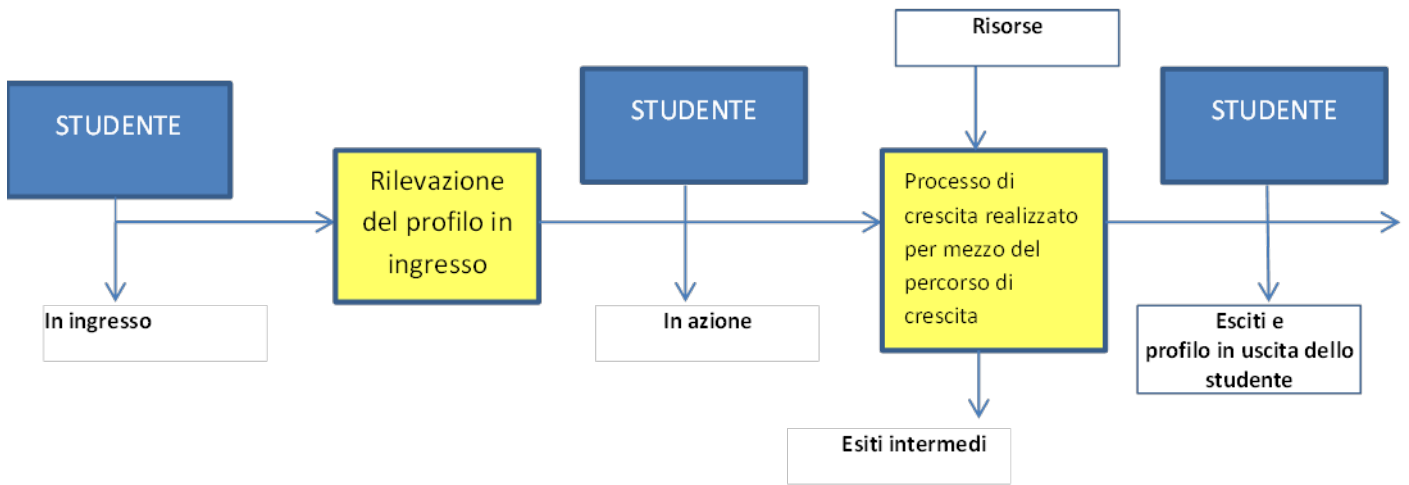 Risorse
STUDENTE
STUDENTE
STUDENTE
Rilevazione
del profilo in
ingresso
Processo di
crescita realizzato
per mezzo del
percorso di
crescita
In ingresso
In azione
Esciti e
profilo in uscita dello
studente
Esiti intermedi